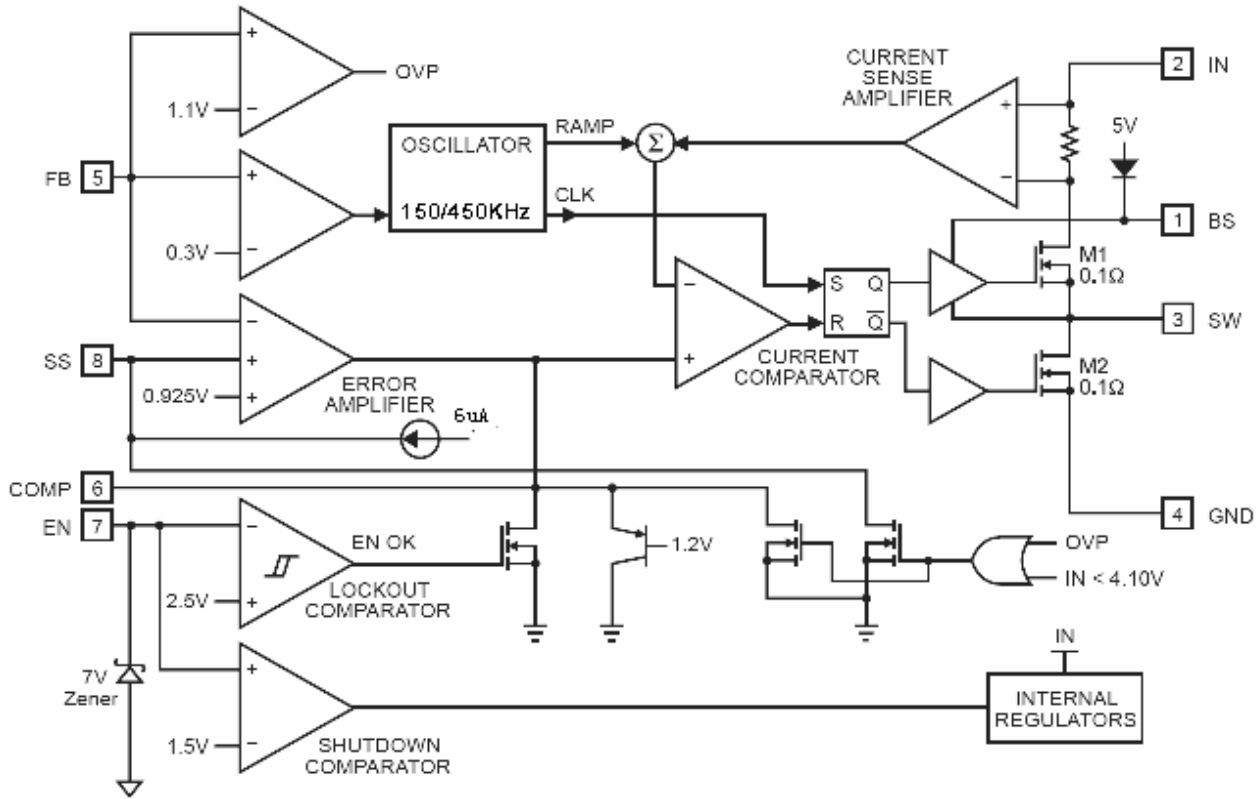 +
OVP
1.1V
−
CURRENT
SENSE
AMPLIFIER
2 IN
+
−
5V
RAMP
Σ
OSCILLATOR
150/450KHz
CLK
FB 5
+
0.3V
−
1 BS
M1
0.1Ω
S Q
R Q̅
3 SW
−
+
CURRENT
COMPARATOR
M2
0.1Ω
SS 8
−
+
0.925V
+
ERROR
AMPLIFIER
6uA
COMP 6
EN 7
4 GND
−
EN OK
2.5V
+
LOCKOUT
COMPARATOR
1.2V
OVP
IN < 4.10V
7V
Zener
+
1.5V
−
SHUTDOWN
COMPARATOR
IN
INTERNAL
REGULATORS